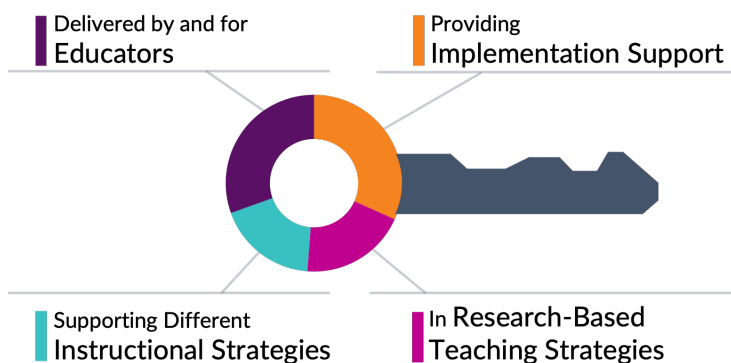 Delivered by and for
Educators
Providing
Implementation Support
Supporting Different
Instructional Strategies
In Research-Based
Teaching Strategies